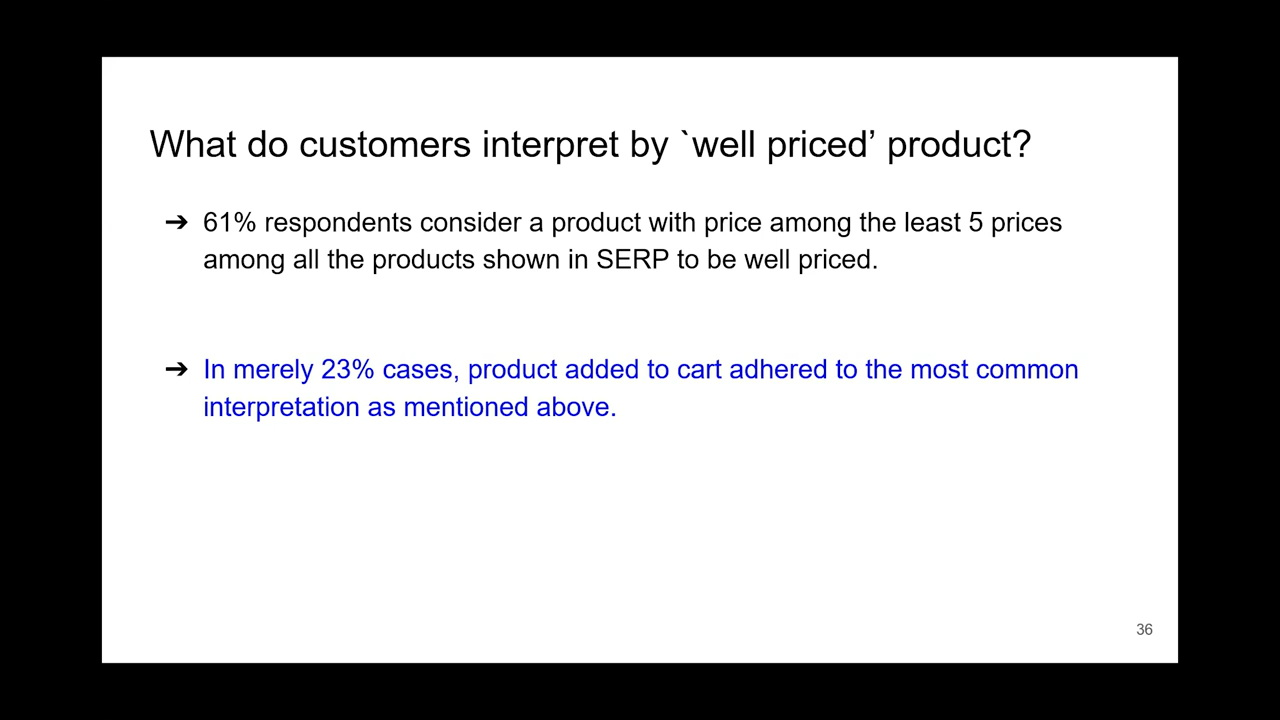 What do customers interpret by `well priced’ product?
➔ 61% respondents consider a product with price among the least 5 prices
among all the products shown in SERP to be well priced.
➔ In merely 23% cases, product added to cart adhered to the most common
interpretation as mentioned above.
36